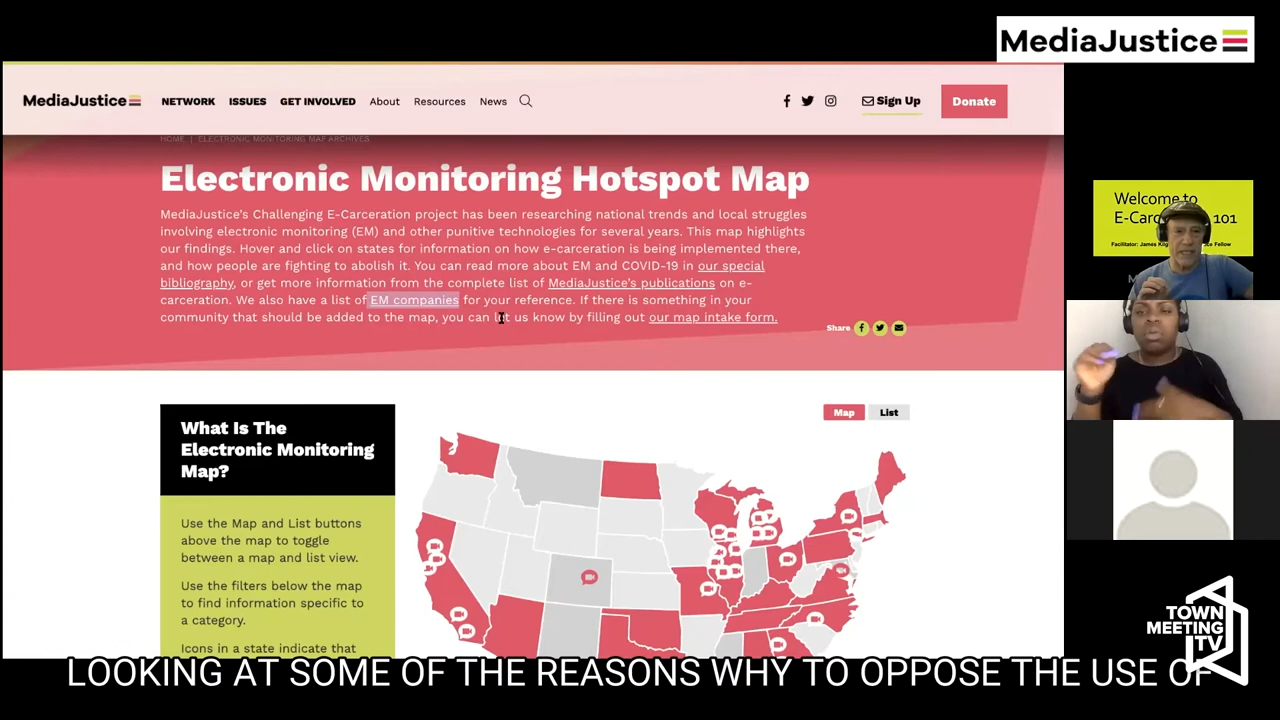 MediaJustice
MediaJustice
NETWORK ISSUES GET INVOLVED About Resources News
Sign Up
Donate
HOME | ELECTRONIC MONITORING MAP ARCHIVES
Electronic Monitoring Hotspot Map
MediaJustice's Challenging E-Carceration project has been researching national trends and local struggles
involving electronic monitoring (EM) and other punitive technologies for several years. This map highlights
our findings. Hover and click on states for information on how e-carceration is being implemented there,
and how people are fighting to abolish it. You can read more about EM and COVID-19 in our special
bibliography, or get more information from the complete list of MediaJustice's publications on e-
carceration. We also have a list of EM companies for your reference. If there is something in your
community that should be added to the map, you can let us know by filling out our map intake form.
Share
Map List
What Is The
Electronic Monitoring
Map?
Use the Map and List buttons
above the map to toggle
between a map and list view.
Use the filters below the map
to find information specific to
a category.
Icons in a state indicate that
Welcome to
101
Facilitator: James
Fellow
TOWN
MEETING
TV
LOOKING AT SOME OF THE REASONS WHY TO OPPOSE THE USE OF